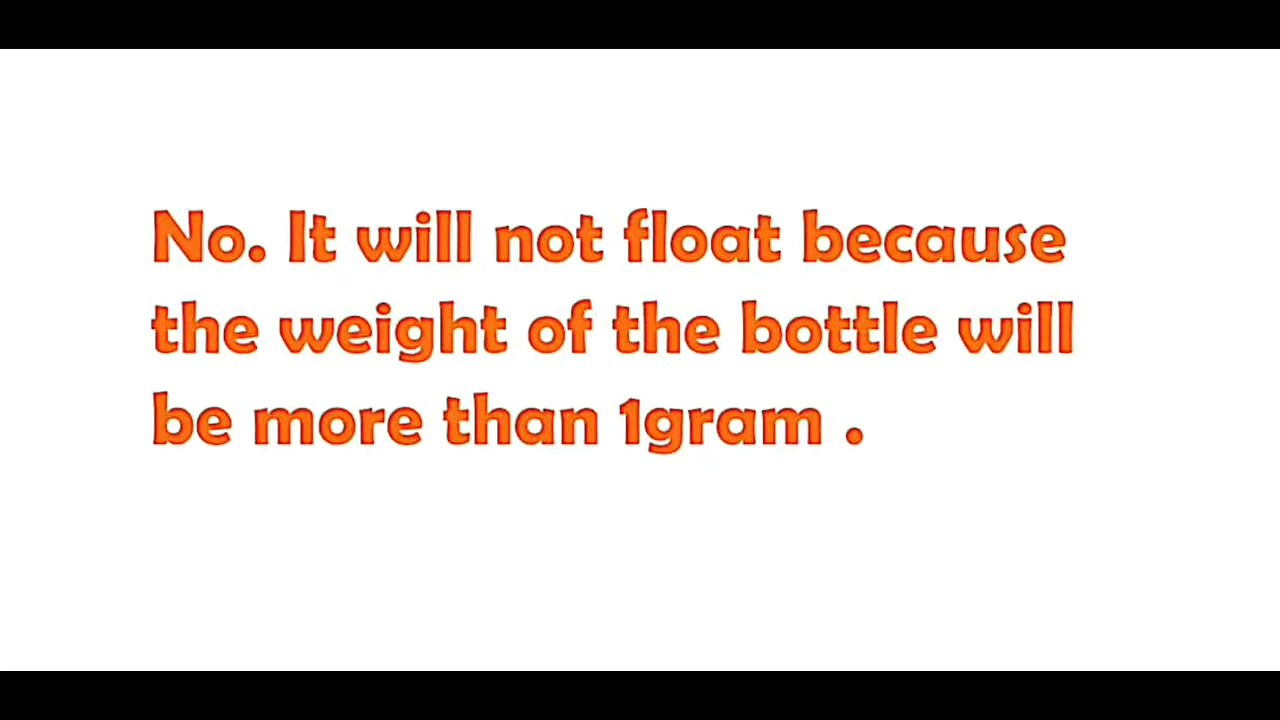 No. It will not float because
the weight of the bottle will
be more than 1gram .